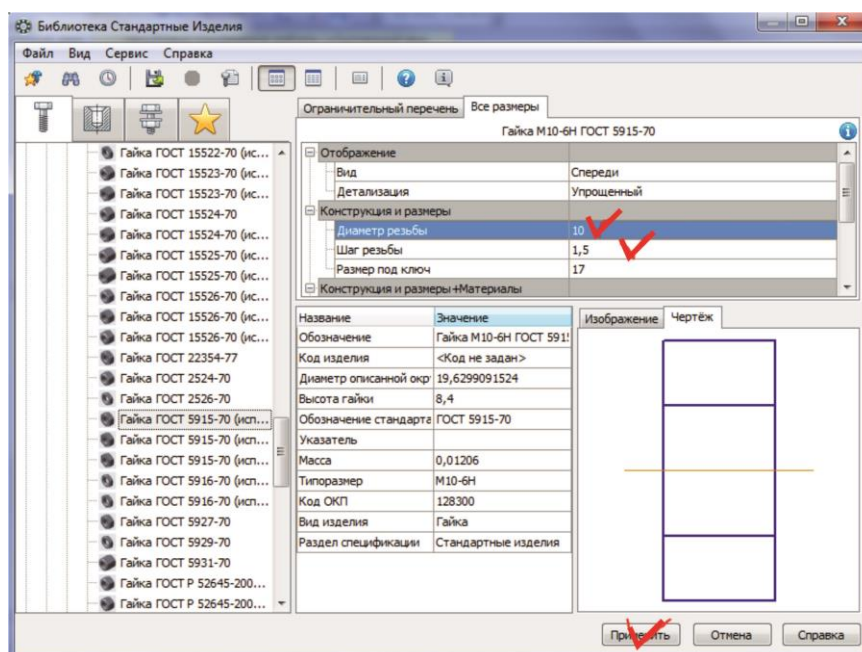 Библиотека Стандартные Изделия
Файл Вид Сервис Справка
Ограничительный перечень Все размеры
Гайка М10-6Н ГОСТ 5915-70
Отображение
Вид Спереди
Детализация Упрощенный
Конструкция и размеры
Диаметр резьбы 10
Шаг резьбы 1,5
Размер под ключ 17
Конструкция и размеры+Материалы
Гайка ГОСТ 15522-70 (ис...
Гайка ГОСТ 15523-70 (ис...
Гайка ГОСТ 15523-70 (ис...
Гайка ГОСТ 15524-70
Гайка ГОСТ 15524-70 (ис...
Гайка ГОСТ 15525-70 (ис...
Гайка ГОСТ 15525-70 (ис...
Гайка ГОСТ 15526-70 (ис...
Гайка ГОСТ 15526-70 (ис...
Гайка ГОСТ 15526-70 (ис...
Гайка ГОСТ 22354-77
Гайка ГОСТ 2524-70
Гайка ГОСТ 2526-70
Гайка ГОСТ 5915-70 (исп...
Гайка ГОСТ 5915-70 (исп...
Гайка ГОСТ 5915-70 (исп...
Гайка ГОСТ 5916-70 (исп...
Гайка ГОСТ 5916-70 (исп...
Гайка ГОСТ 5927-70
Гайка ГОСТ 5929-70
Гайка ГОСТ 5931-70
Гайка ГОСТ Р 52645-200...
Гайка ГОСТ Р 52645-200...
Название Значение
Обозначение Гайка М10-6Н ГОСТ 591!
Код изделия <Код не задан>
Диаметр описанной окр 19,6299091524
Высота гайки 8,4
Обозначение стандарта ГОСТ 5915-70
Указатель
Масса 0,01206
Типоразмер М10-6Н
Код ОКП 128300
Вид изделия Гайка
Раздел спецификации Стандартные изделия
Изображение Чертёж
Применить Отмена Справка